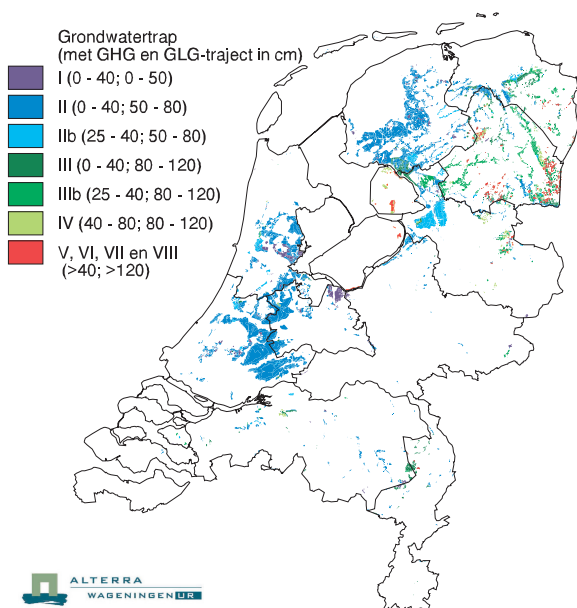 Grondwatertrap
(met GHG en GLG-traject in cm)
I (0 - 40; 0 - 50)
II (0 - 40; 50 - 80)
IIb (25 - 40; 50 - 80)
III (0 - 40; 80 - 120)
IIIb (25 - 40; 80 - 120)
IV (40 - 80; 80 - 120)
V, VI, VII en VIII
(>40; >120)
ALTERRA
WAGENINGEN UR